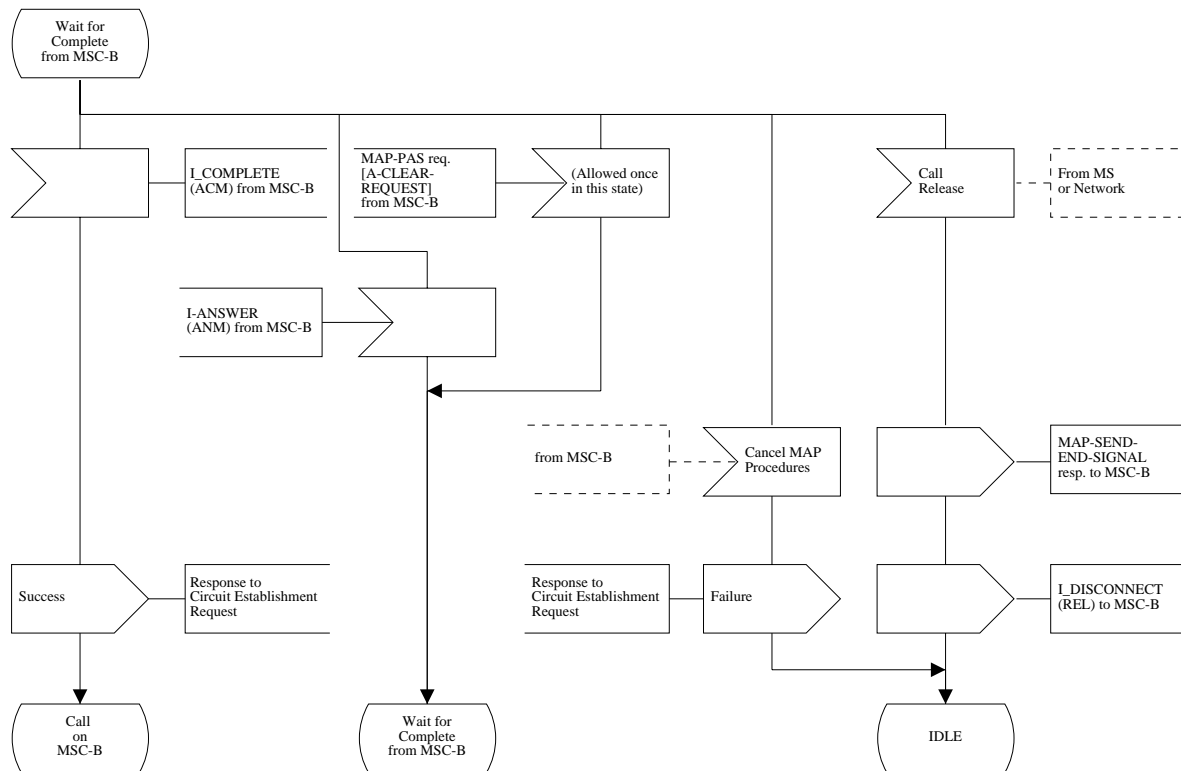 Wait for
Complete
from MSC-B
I_COMPLETE
(ACM) from MSC-B
MAP-PAS req.
[A-CLEAR-
REQUEST]
from MSC-B
(Allowed once
in this state)
Call
Release
From MS
or Network
I-ANSWER
(ANM) from MSC-B
from MSC-B
Cancel MAP
Procedures
MAP-SEND-
END-SIGNAL
resp. to MSC-B
Success
Response to
Circuit Establishment
Request
Response to
Circuit Establishment
Request
Failure
I_DISCONNECT
(REL) to MSC-B
Call
on
MSC-B
Wait for
Complete
from MSC-B
IDLE